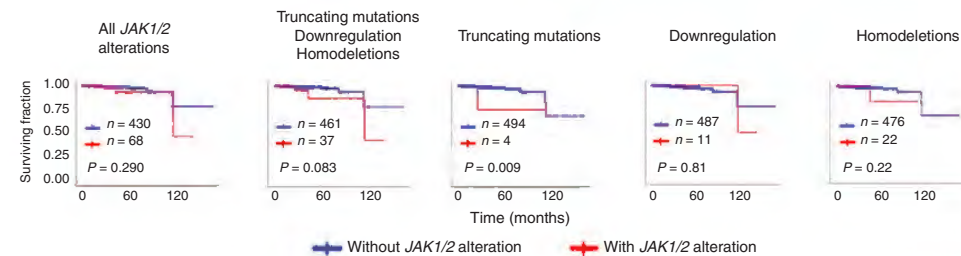 All JAK1/2
alterations
Truncating mutations
Downregulation
Homodeletions
Truncating mutations
Downregulation
Homodeletions
Surviving fraction
1.00
0.75
0.50
0.25
0.00
n = 430
n = 68
P = 0.290
n = 461
n = 37
P = 0.083
n = 494
n = 4
P = 0.009
n = 487
n = 11
P = 0.81
n = 476
n = 22
P = 0.22
0 60 120
0 60 120
0 60 120
0 60 120
0 60 120
Time (months)
Without JAK1/2 alteration
With JAK1/2 alteration